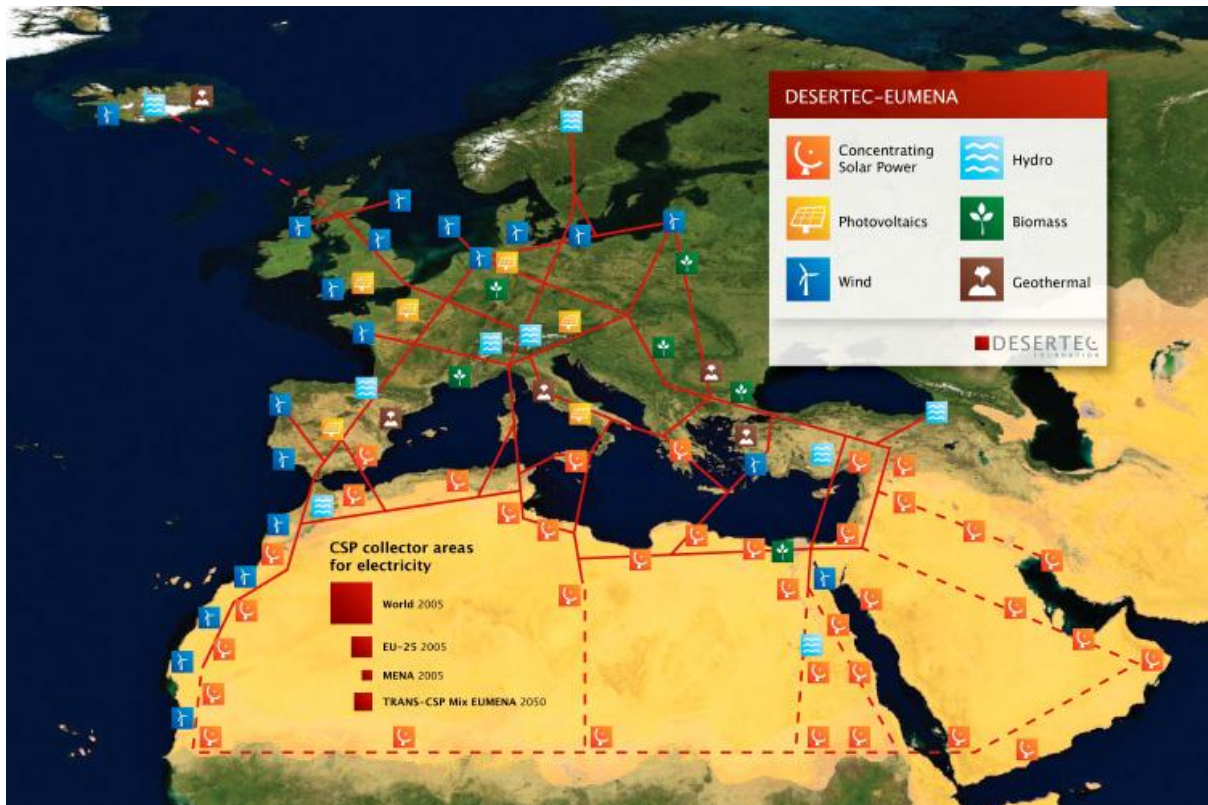 DESERTEC-EUMENA
Concentrating
Solar Power
Hydro
Photovoltaics
Biomass
Wind
Geothermal
DESERTEC
FOUNDATION
CSP collector areas
for electricity
World 2005
EU-25 2005
MENA 2005
TRANS-CSP Mix EUMENA 2050